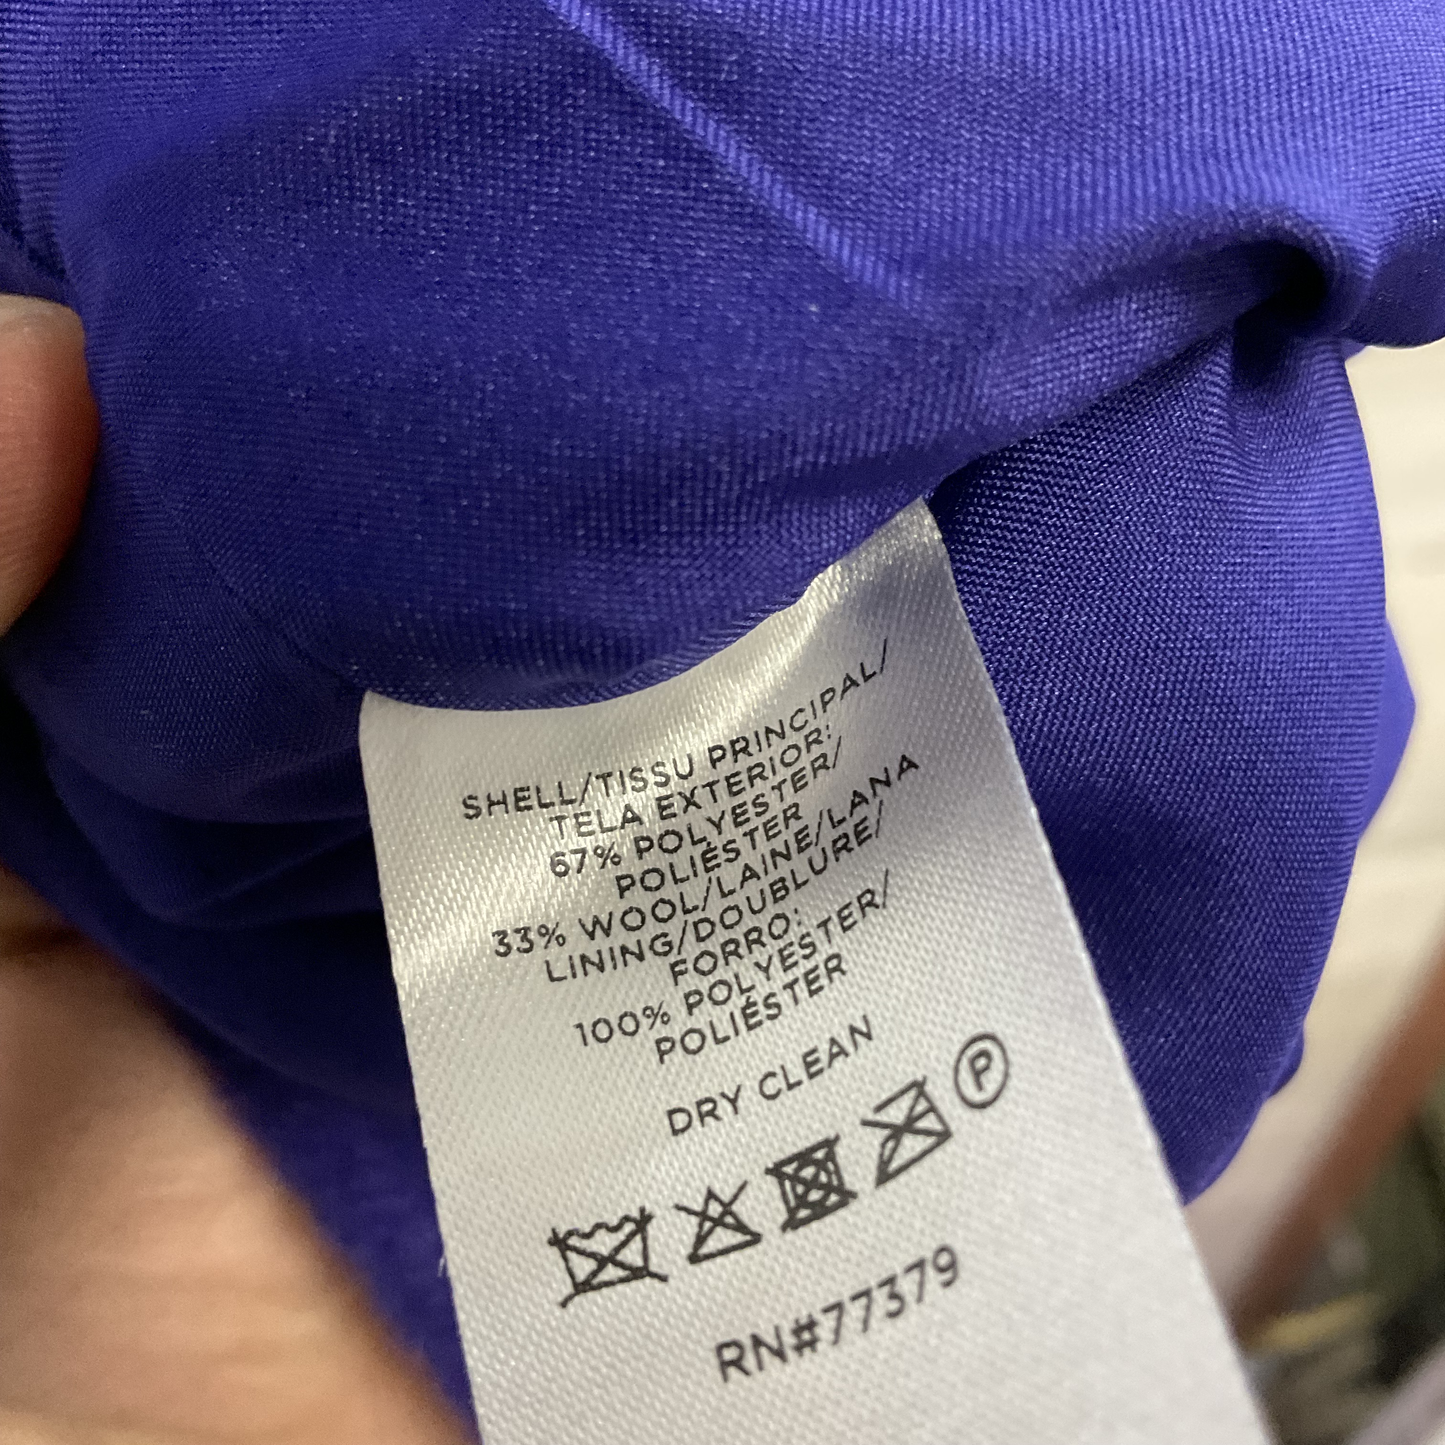 SHELL/TISSU PRINCIPAL/
TELA EXTERIOR:
67% POLYESTER/
POLIÉSTER
33% WOOL/LAINE/LANA
LINING/DOUBLURE/
FORRO:
100% POLYESTER/
POLIÉSTER
DRY CLEAN
P
RN#77379